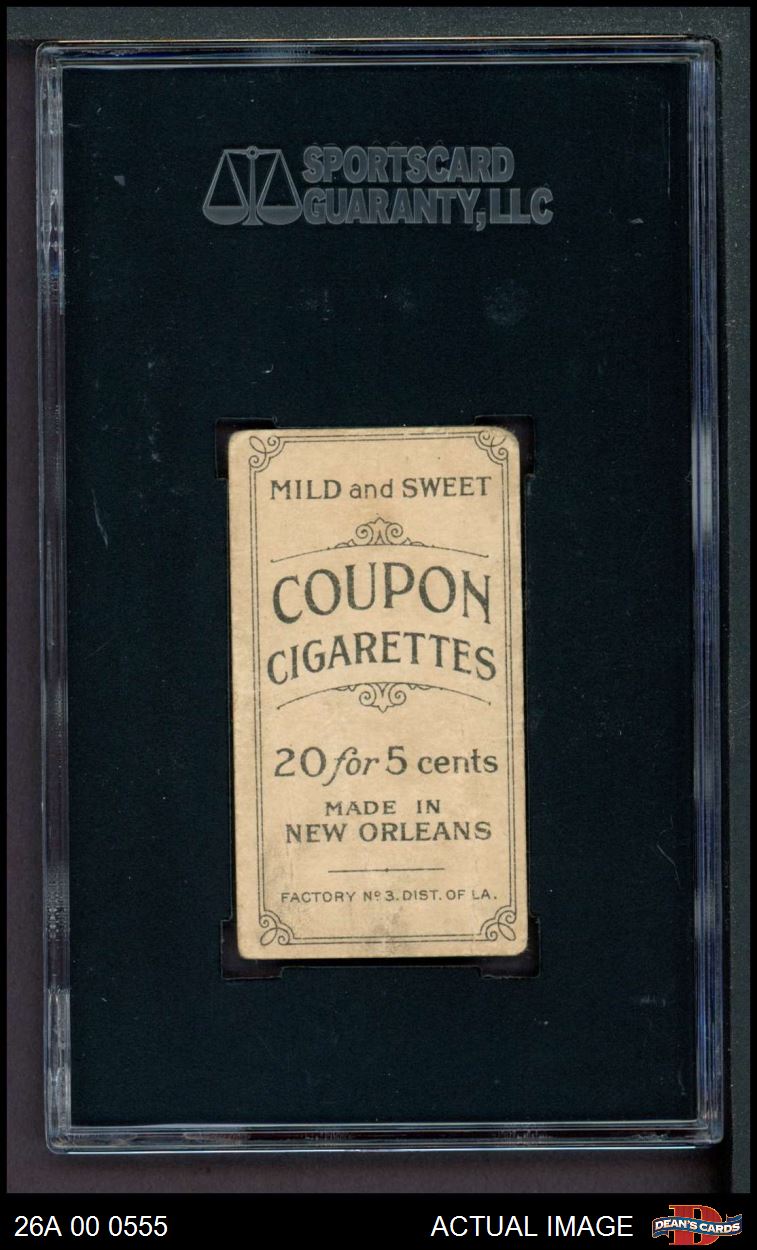 SPORTSCARD
GUARANTY, LLC
MILD and SWEET
COUPON
CIGARETTES
20 for 5 cents
MADE IN
NEW ORLEANS
FACTORY Nº 3. DIST. OF LA.
26A 00 0555
ACTUAL IMAGE
D
DEAN'S CARDS